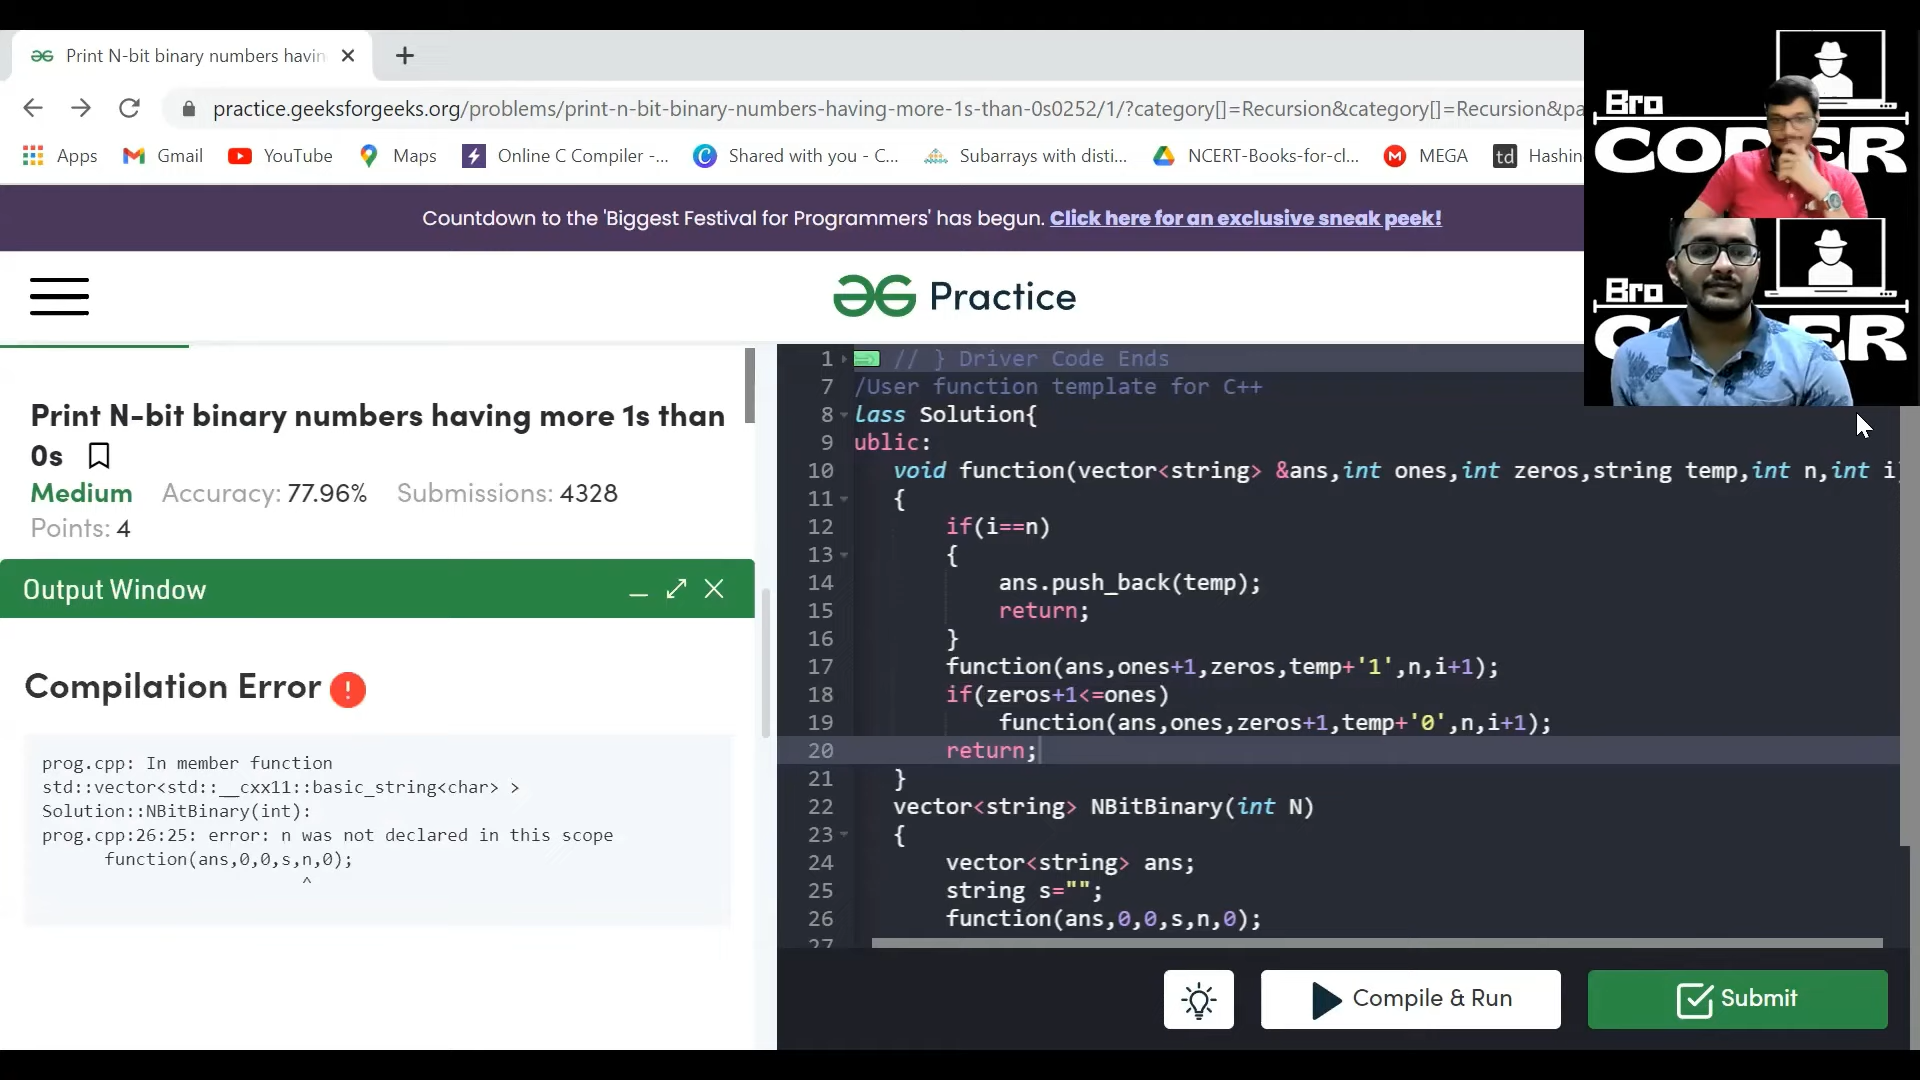 Print N-bit binary numbers havin
practice.geeksforgeeks.org/problems/print-n-bit-binary-numbers-having-more-1s-than-0s0252/1/?category[]=Recursion&category[]=Recursion&pa
Apps Gmail YouTube Maps Online C Compiler -... Shared with you - C... Subarrays with disti... NCERT-Books-for-cl... MEGA td Hashin
Bro
CODER
Bro
CODER
Countdown to the 'Biggest Festival for Programmers' has begun. Click here for an exclusive sneak peek!
Practice
Print N-bit binary numbers having more 1s than
0s
Medium Accuracy: 77.96% Submissions: 4328
Points: 4
Output Window
Compilation Error
prog.cpp: In member function
std::vector<std::__cxx11::basic_string<char> >
Solution::NBitBinary(int):
prog.cpp:26:25: error: n was not declared in this scope
function(ans,0,0,s,n,0);
^
1 // } Driver Code Ends
7 /User function template for C++
8 lass Solution{
9 ublic:
10 void function(vector<string> &ans,int ones,int zeros,string temp,int n,int i
11 {
12 if(i==n)
13 {
14 ans.push_back(temp);
15 return;
16 }
17 function(ans,ones+1,zeros,temp+'1',n,i+1);
18 if(zeros+1<=ones)
19 function(ans,ones,zeros+1,temp+'0',n,i+1);
20 return;
21 }
22 vector<string> NBitBinary(int N)
23 {
24 vector<string> ans;
25 string s="";
26 function(ans,0,0,s,n,0);
27
Compile & Run
Submit